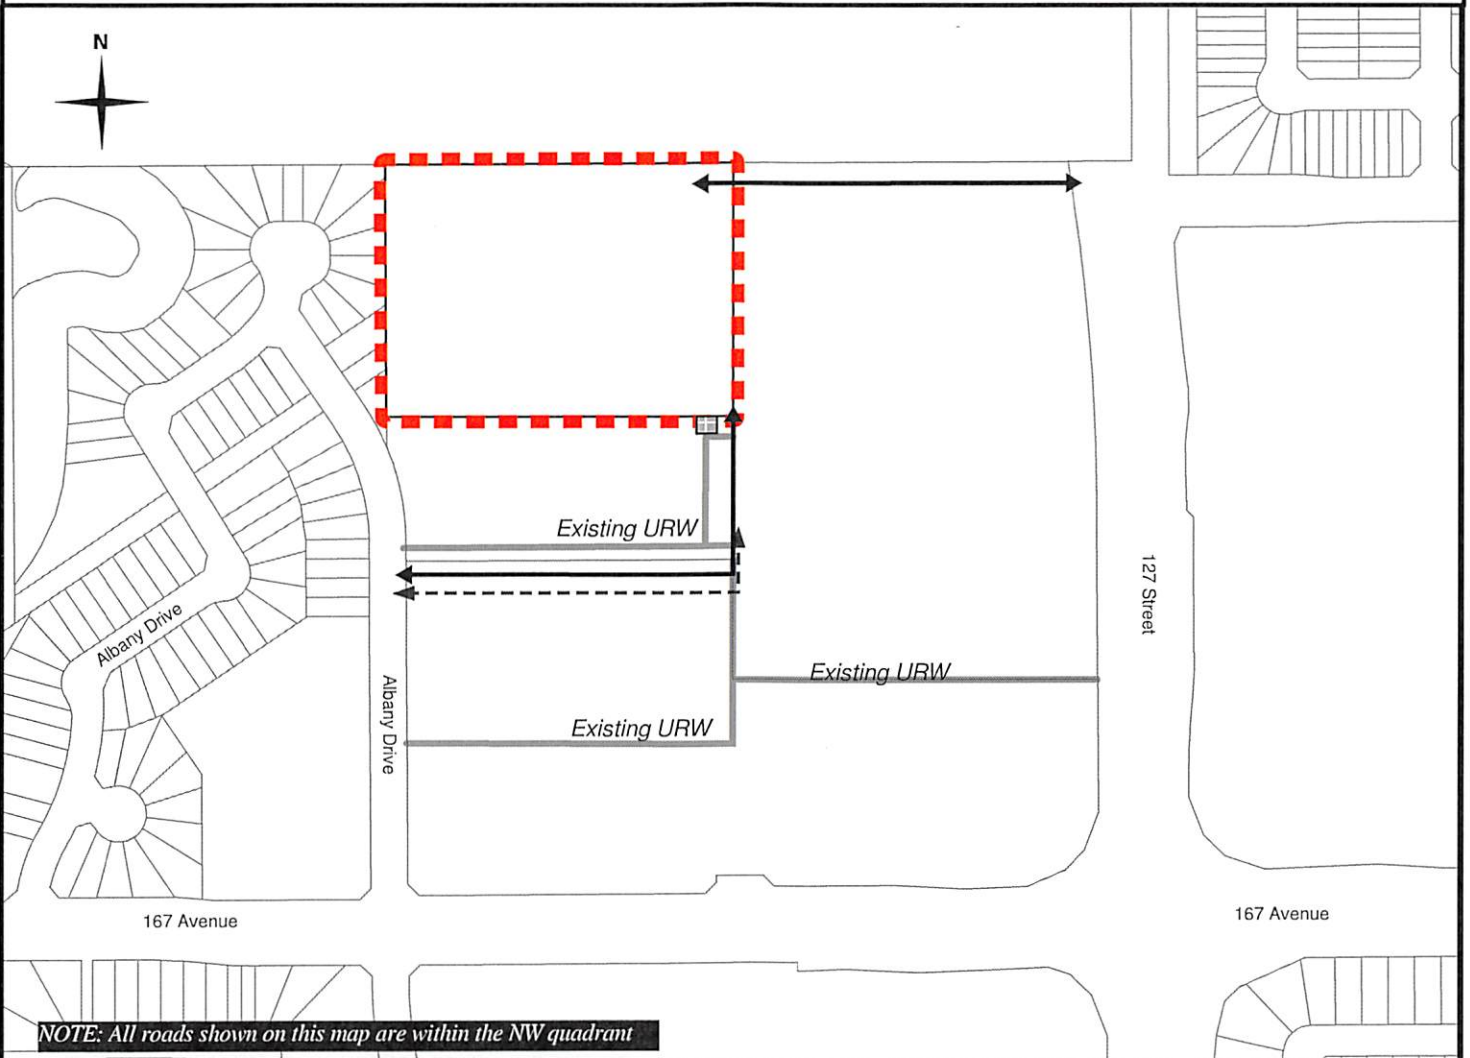 N
Existing URW
127 Street
Albany Drive
Existing URW
Albany Drive
Existing URW
167 Avenue
167 Avenue
NOTE: All roads shown on this map are within the NW quadrant